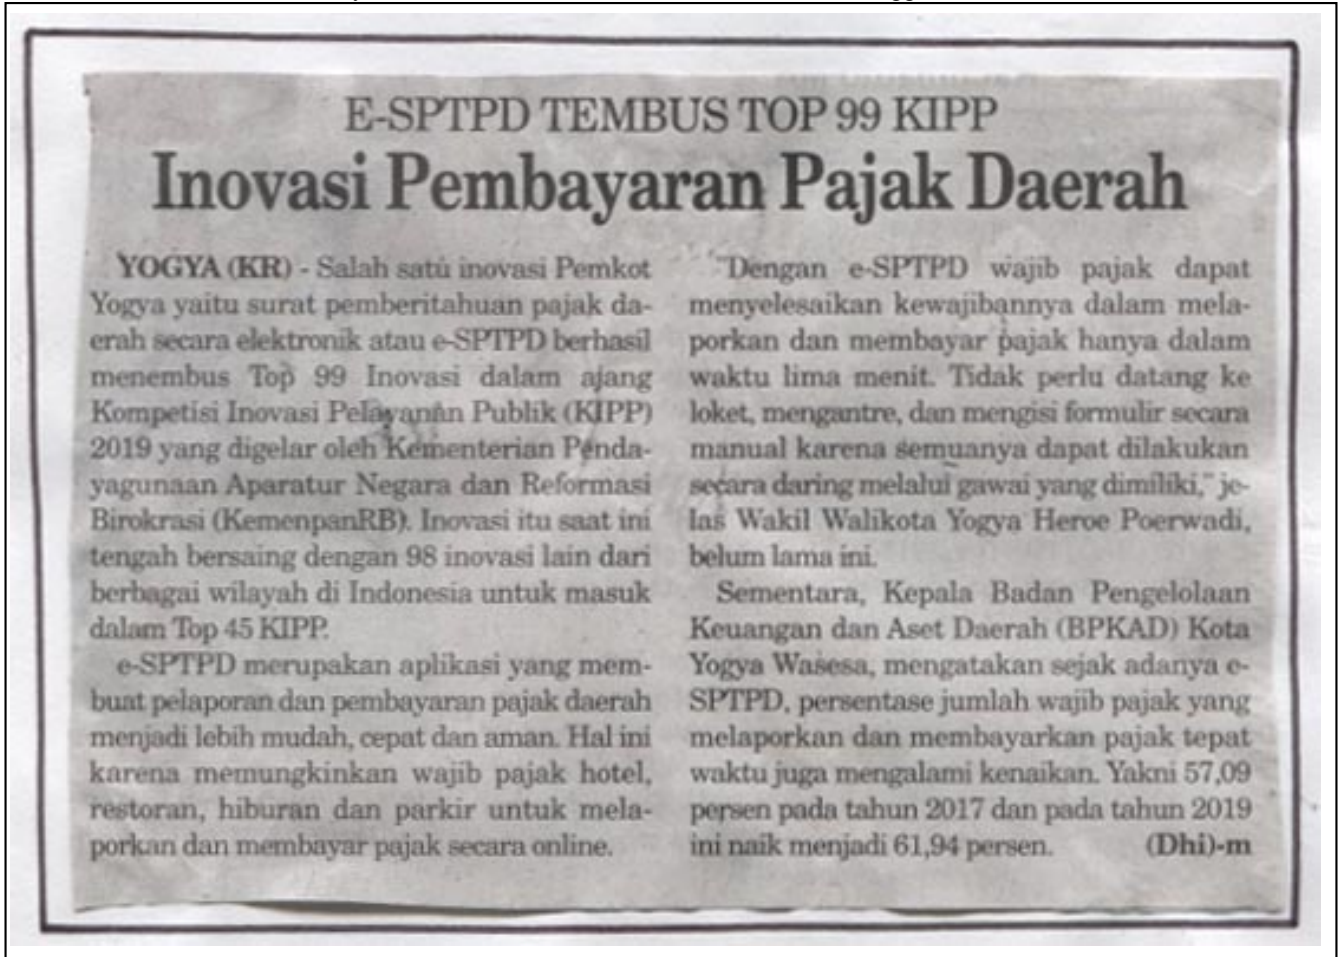 E-SPTPD TEMBUS TOP 99 KIPP
Inovasi Pembayaran Pajak Daerah
YOGYA (KR) - Salah satu inovasi Pemkot
Yogya yaitu surat pemberitahuan pajak da-
erah secara elektronik atau e-SPTPD berhasil
menembus Top 99 Inovasi dalam ajang
Kompetisi Inovasi Pelayanan Publik (KIPP)
2019 yang digelar oleh Kementerian Penda-
yagunaan Aparatur Negara dan Reformasi
Birokrasi (KemenpanRB). Inovasi itu saat ini
tengah bersaing dengan 98 inovasi lain dari
berbagai wilayah di Indonesia untuk masuk
dalam Top 45 KIPP.
e-SPTPD merupakan aplikasi yang mem-
buat pelaporan dan pembayaran pajak daerah
menjadi lebih mudah, cepat dan aman. Hal ini
karena memungkinkan wajib pajak hotel,
restoran, hiburan dan parkir untuk mela-
porkan dan membayar pajak secara online.
"Dengan e-SPTPD wajib pajak dapat
menyelesaikan kewajibannya dalam mela-
porkan dan membayar pajak hanya dalam
waktu lima menit. Tidak perlu datang ke
loket, mengantre, dan mengisi formulir secara
manual karena semuanya dapat dilakukan
secara daring melalui gawai yang dimiliki," je-
las Wakil Walikota Yogya Heroe Poerwadi,
belum lama ini.
Sementara, Kepala Badan Pengelolaan
Keuangan dan Aset Daerah (BPKAD) Kota
Yogya Wasesa, mengatakan sejak adanya e-
SPTPD, persentase jumlah wajib pajak yang
melaporkan dan membayarkan pajak tepat
waktu juga mengalami kenaikan. Yakni 57,09
persen pada tahun 2017 dan pada tahun 2019
ini naik menjadi 61,94 persen. (Dhi)-m